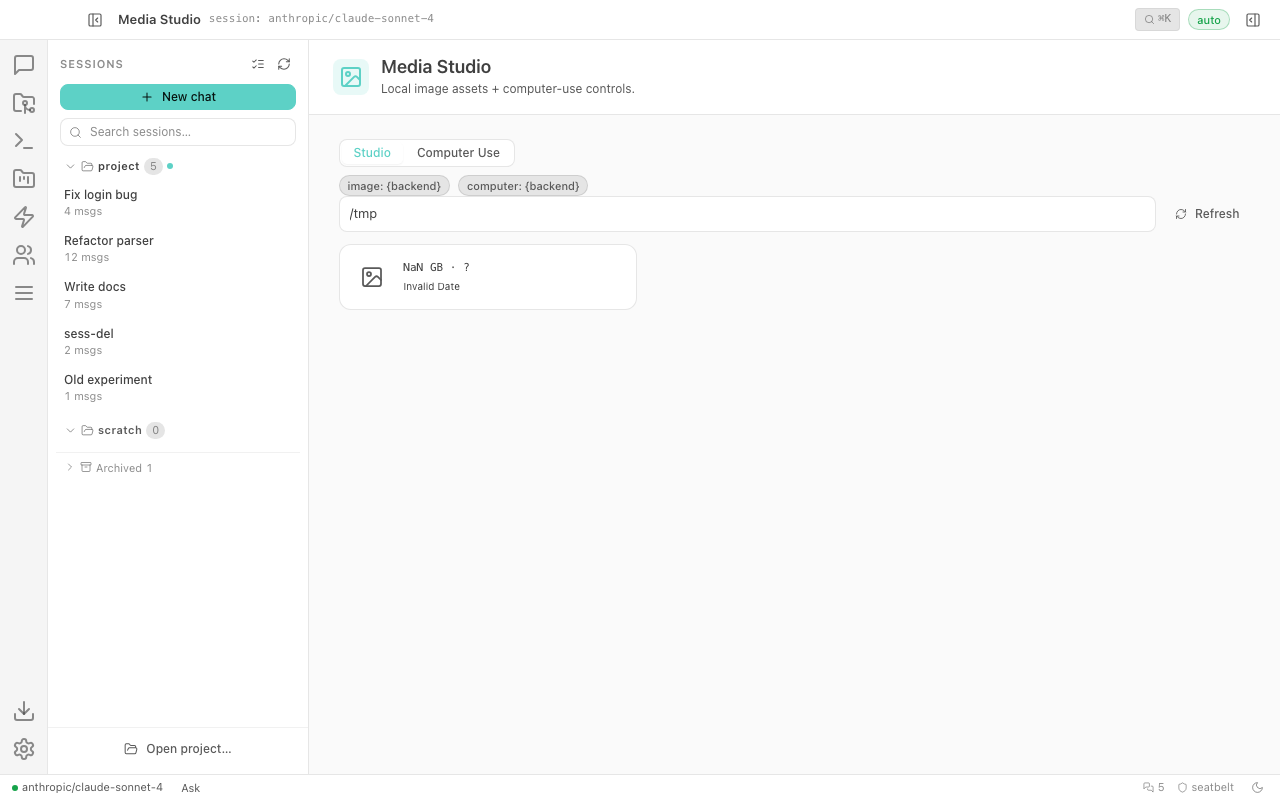 Media Studio session: anthropic/claude-sonnet-4
⌘K
auto
SESSIONS
New chat
Search sessions...
project 5
Fix login bug
4 msgs
Refactor parser
12 msgs
Write docs
7 msgs
sess-del
2 msgs
Old experiment
1 msgs
scratch 0
Archived 1
Open project...
Media Studio
Local image assets + computer-use controls.
Studio Computer Use
image: {backend} computer: {backend}
/tmp
Refresh
NaN GB · ?
Invalid Date
anthropic/claude-sonnet-4 Ask
5 seatbelt